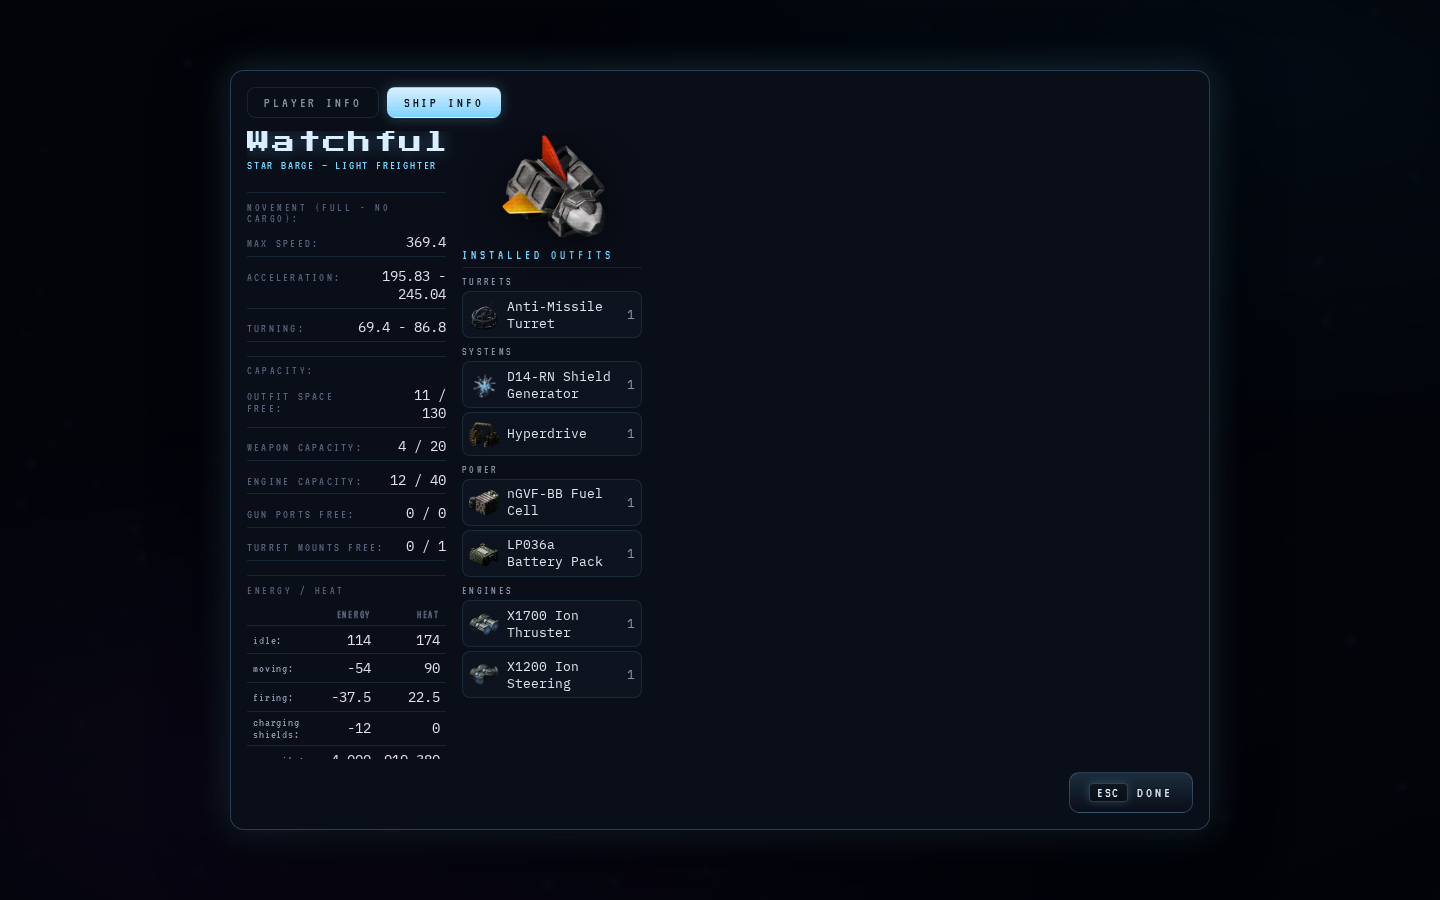 PLAYER INFO
SHIP INFO
Watchful
STAR BARGE – LIGHT FREIGHTER
MOVEMENT (FULL - NO
CARGO):
MAX SPEED: 369.4
ACCELERATION: 195.83 -
245.04
TURNING: 69.4 - 86.8
CAPACITY:
OUTFIT SPACE
FREE:
11 /
130
WEAPON CAPACITY: 4 / 20
ENGINE CAPACITY: 12 / 40
GUN PORTS FREE: 0 / 0
TURRET MOUNTS FREE: 0 / 1
ENERGY / HEAT
ENERGY HEAT
idle: 114 174
moving: -54 90
firing: -37.5 22.5
charging
shields:
-12 0
INSTALLED OUTFITS
TURRETS
Anti-Missile
Turret
1
SYSTEMS
D14-RN Shield
Generator
1
Hyperdrive 1
POWER
nGVF-BB Fuel
Cell
1
LP036a
Battery Pack
1
ENGINES
X1700 Ion
Thruster
1
X1200 Ion
Steering
1
ESC DONE